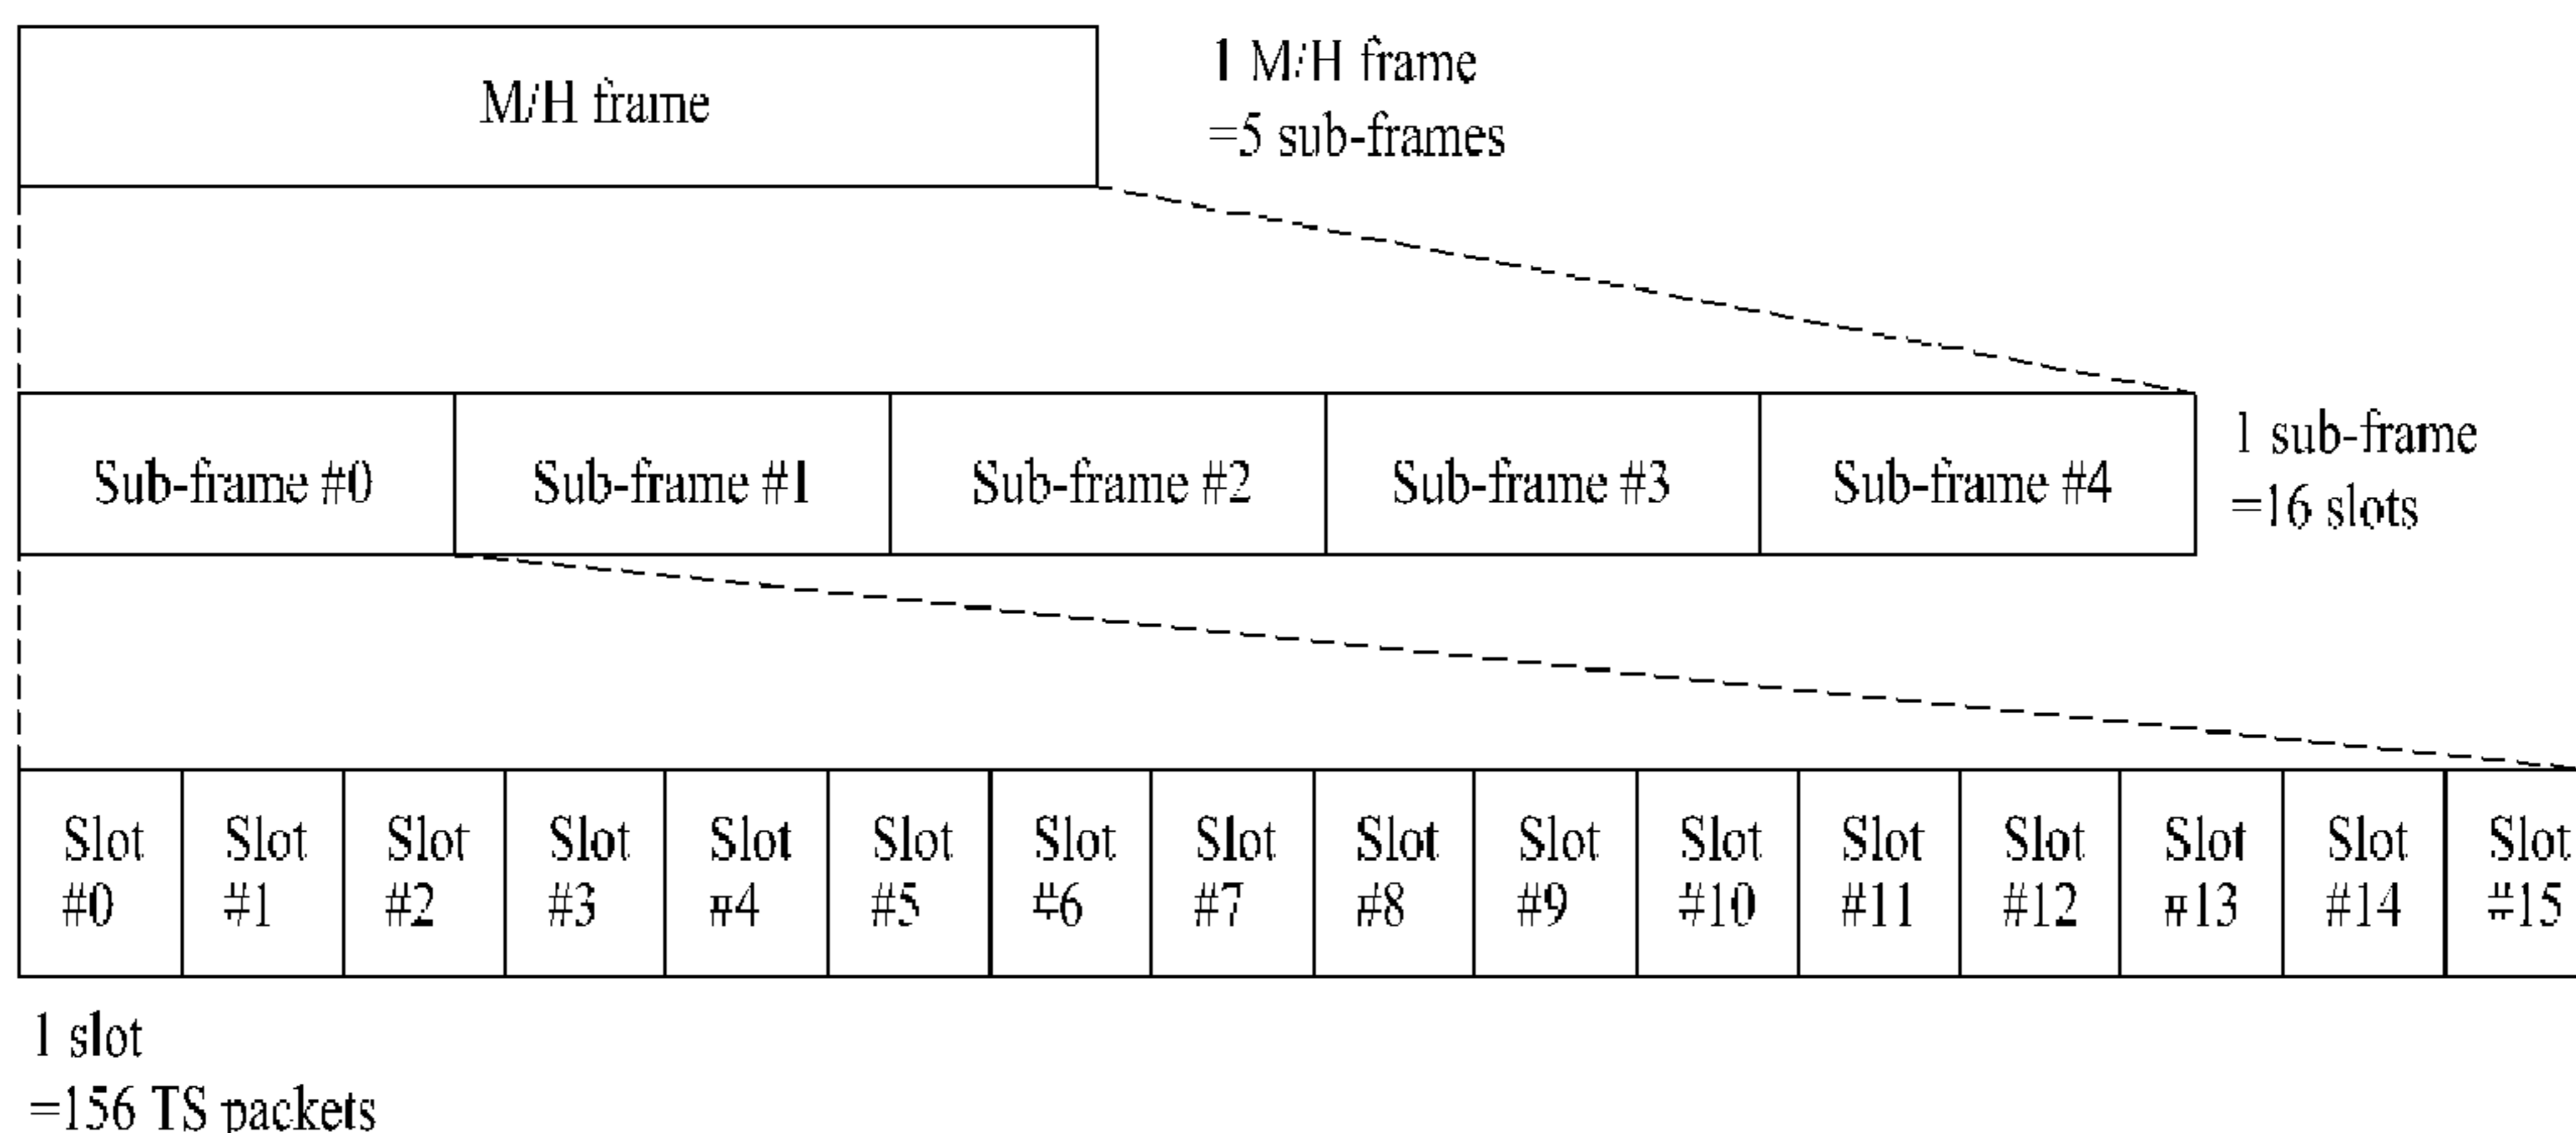 M/H frame
1 M/H frame
=5 sub-frames
Sub-frame #0
Sub-frame #1
Sub-frame #2
Sub-frame #3
Sub-frame #4
1 sub-frame
=16 slots
Slot
#0
Slot
#1
Slot
#2
Slot
#3
Slot
#4
Slot
#5
Slot
#6
Slot
#7
Slot
#8
Slot
#9
Slot
#10
Slot
#11
Slot
#12
Slot
#13
Slot
#14
Slot
#15
1 slot
=156 TS packets